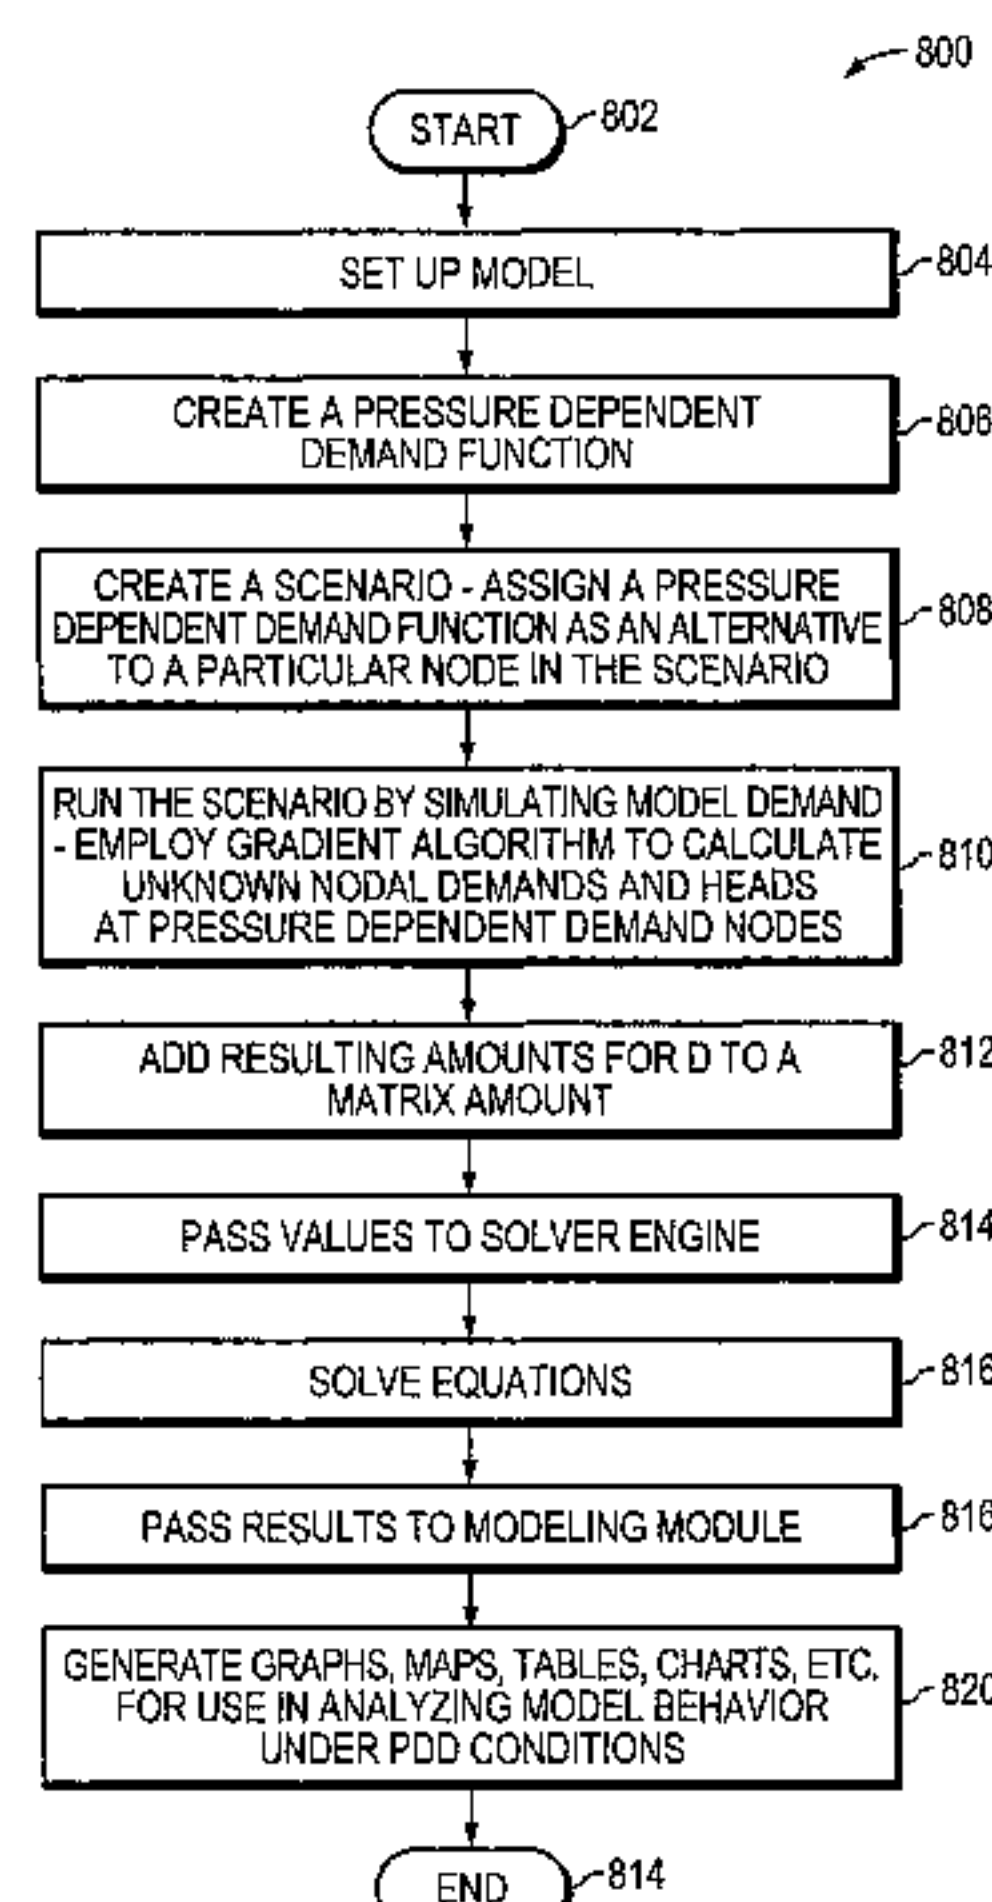 800
START
802
SET UP MODEL
804
CREATE A PRESSURE DEPENDENT
DEMAND FUNCTION
806
CREATE A SCENARIO - ASSIGN A PRESSURE
DEPENDENT DEMAND FUNCTION AS AN ALTERNATIVE
TO A PARTICULAR NODE IN THE SCENARIO
808
RUN THE SCENARIO BY SIMULATING MODEL DEMAND
- EMPLOY GRADIENT ALGORITHM TO CALCULATE
UNKNOWN NODAL DEMANDS AND HEADS
AT PRESSURE DEPENDENT DEMAND NODES
810
ADD RESULTING AMOUNTS FOR D TO A
MATRIX AMOUNT
812
PASS VALUES TO SOLVER ENGINE
814
SOLVE EQUATIONS
816
PASS RESULTS TO MODELING MODULE
816
GENERATE GRAPHS, MAPS, TABLES, CHARTS, ETC.
FOR USE IN ANALYZING MODEL BEHAVIOR
UNDER PDD CONDITIONS
820
END
814